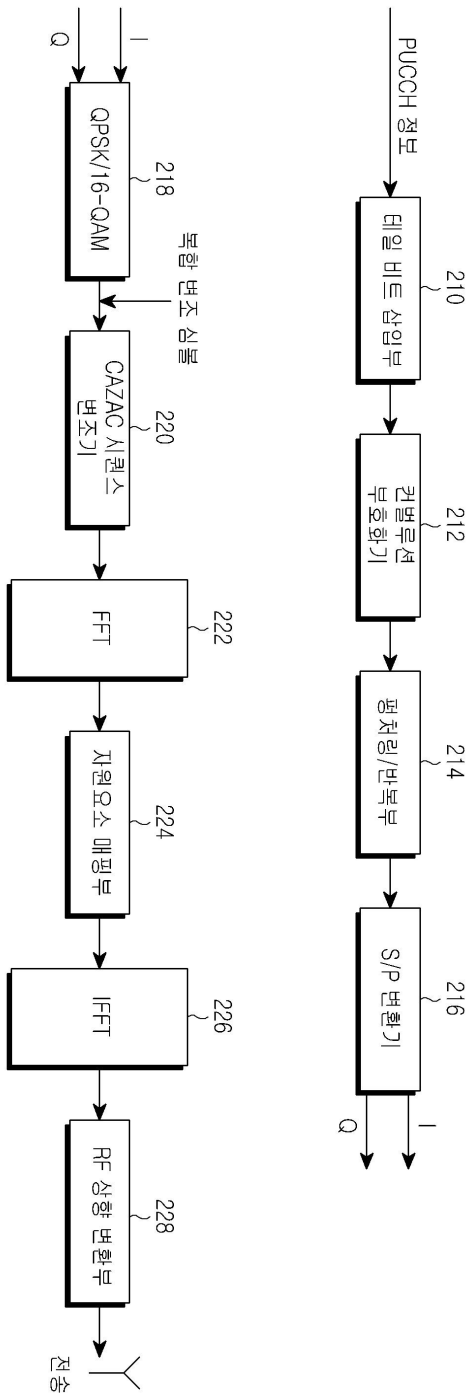 PUCCH 정보
210
테일 비트 삽입부
212
컨벌루션
부호화기
214
펑처링/반복부
216
S/P 변환기
I
Q
I
Q
218
QPSK/16-QAM
복합 변조 심볼
220
CAZAC 시퀀스
변조기
222
FFT
224
자원요소 매핑부
226
IFFT
228
RF 상향 변환부
전송